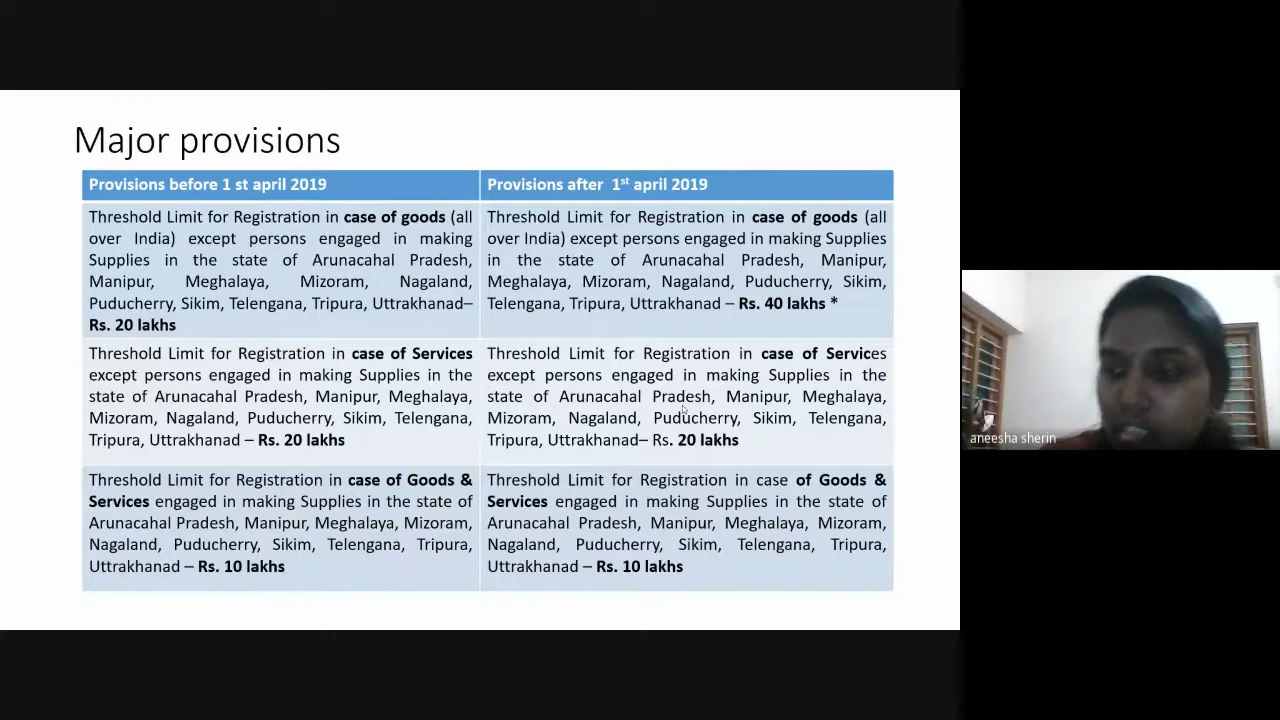 Major provisions
Provisions before 1 st april 2019
Provisions after 1st april 2019
Threshold Limit for Registration in case of goods (all
over India) except persons engaged in making
Supplies in the state of Arunacahal Pradesh,
Manipur, Meghalaya, Mizoram, Nagaland,
Puducherry, Sikim, Telengana, Tripura, Uttrakhanad–
Rs. 20 lakhs
Threshold Limit for Registration in case of goods (all
over India) except persons engaged in making Supplies
in the state of Arunacahal Pradesh, Manipur,
Meghalaya, Mizoram, Nagaland, Puducherry, Sikim,
Telengana, Tripura, Uttrakhanad – Rs. 40 lakhs *
Threshold Limit for Registration in case of Services
except persons engaged in making Supplies in the
state of Arunacahal Pradesh, Manipur, Meghalaya,
Mizoram, Nagaland, Puducherry, Sikim, Telengana,
Tripura, Uttrakhanad – Rs. 20 lakhs
Threshold Limit for Registration in case of Services
except persons engaged in making Supplies in the
state of Arunacahal Pradesh, Manipur, Meghalaya,
Mizoram, Nagaland, Puducherry, Sikim, Telengana,
Tripura, Uttrakhanad– Rs. 20 lakhs
Threshold Limit for Registration in case of Goods &
Services engaged in making Supplies in the state of
Arunacahal Pradesh, Manipur, Meghalaya, Mizoram,
Nagaland, Puducherry, Sikim, Telengana, Tripura,
Uttrakhanad – Rs. 10 lakhs
Threshold Limit for Registration in case of Goods &
Services engaged in making Supplies in the state of
Arunacahal Pradesh, Manipur, Meghalaya, Mizoram,
Nagaland, Puducherry, Sikim, Telengana, Tripura,
Uttrakhanad – Rs. 10 lakhs
aneesha sherin